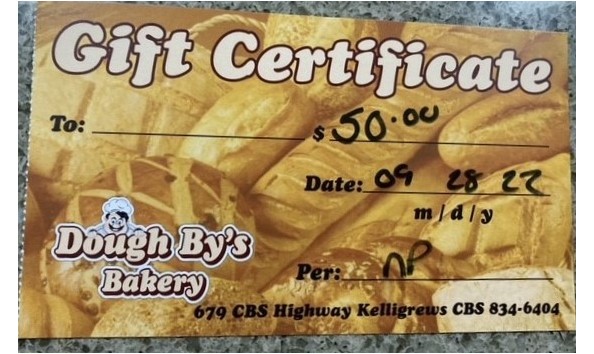 Gift Certificate
To: $ 50.00
Date: 09 28 22
m / d / y
Dough By's
Bakery
Per: NP
679 CBS Highway Kelligrews CBS 834-6404